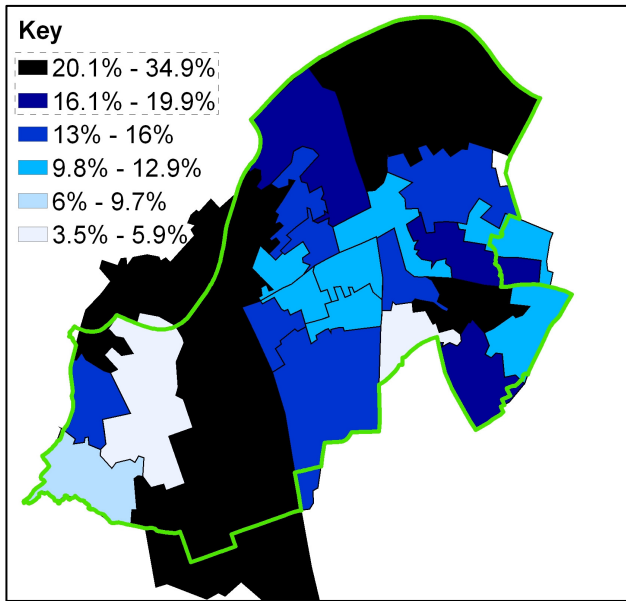 Key
20.1% - 34.9%
16.1% - 19.9%
13% - 16%
9.8% - 12.9%
6% - 9.7%
3.5% - 5.9%